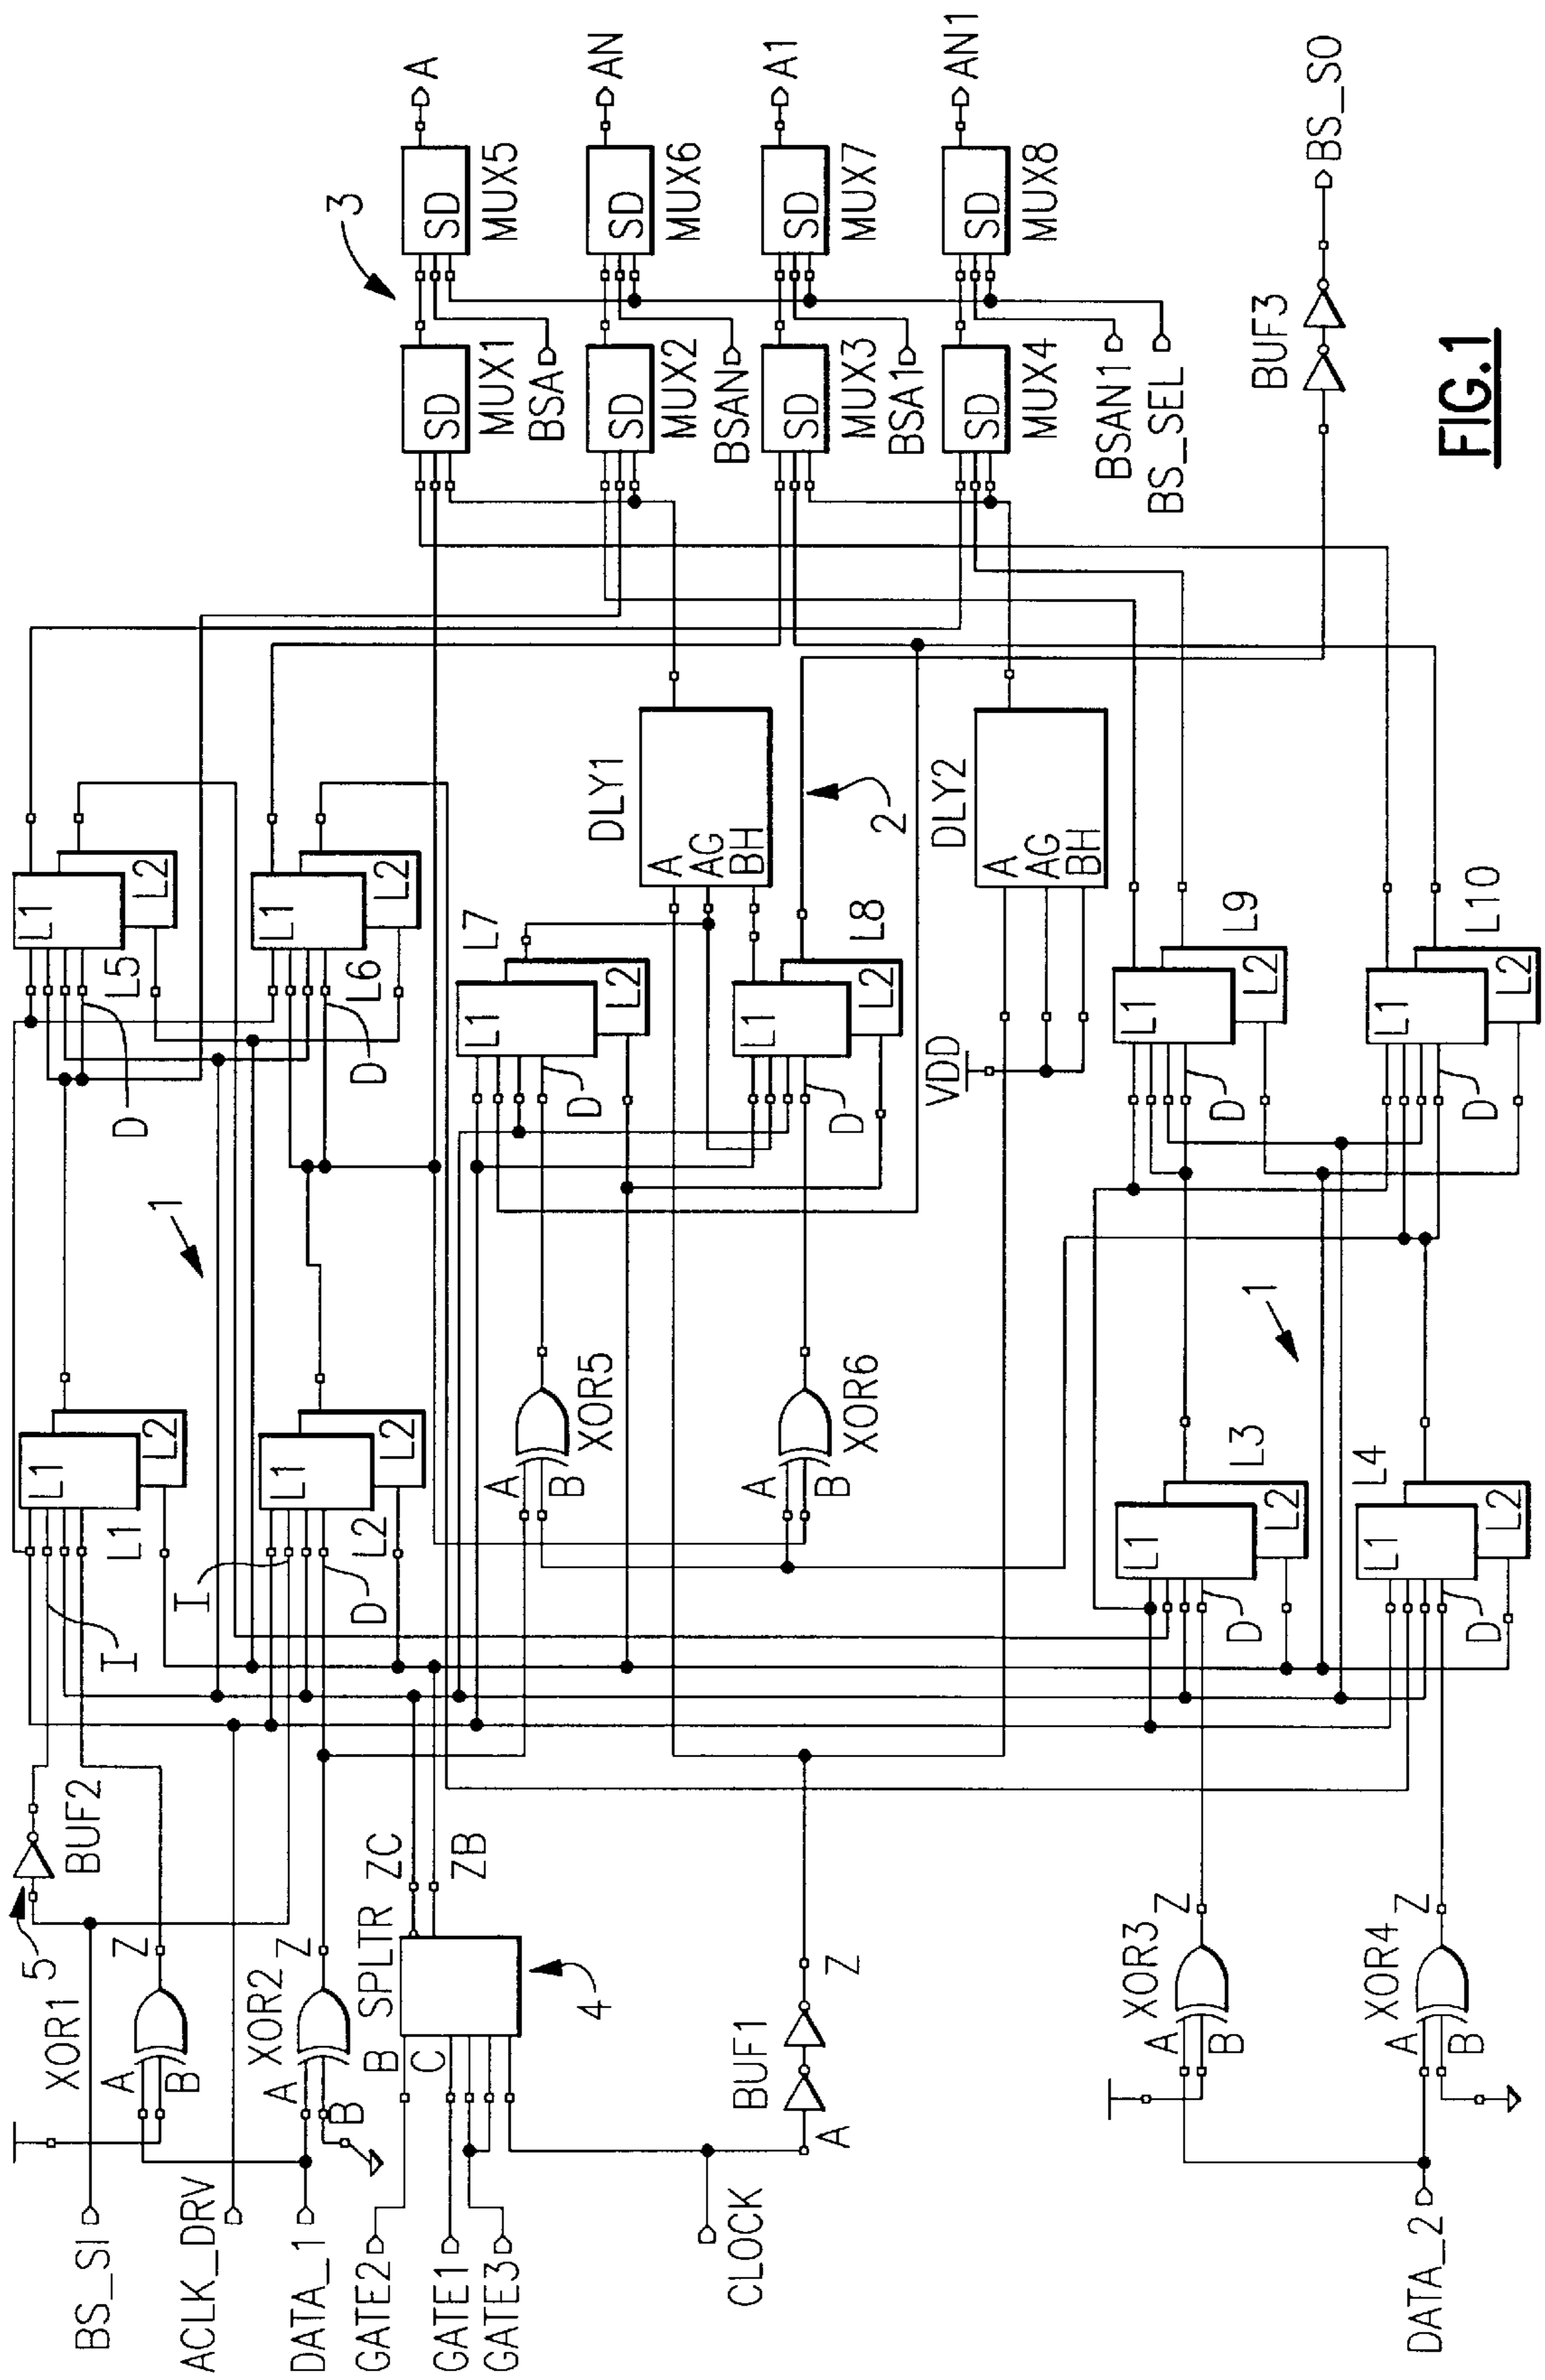 BS_SI
ACLK_DRV
DATA_1
GATE2
GATE1
GATE3
CLOCK
DATA_2
5
BUF2
XOR1
A
B
Z
XOR2
A
B
Z
SPLTR
B
C
ZC
ZB
4
BUF1
A
Z
XOR3
A
B
Z
XOR4
A
B
Z
I
I
L1
L2
L1
L1
L2
L2
D
XOR5
A
B
XOR6
A
B
L1
L2
L3
D
L1
L2
L4
D
1
1
L1
L2
L5
D
L1
L2
L6
D
L1
L2
L7
D
L1
L2
L8
D
VDD
L1
L2
L9
D
L1
L2
L10
D
DLY1
A
AG
BH
2
DLY2
A
AG
BH
3
SD
MUX1
BSA
SD
MUX2
BSAN
SD
MUX3
BSA1
SD
MUX4
BSAN1
BS_SEL
SD
MUX5
A
SD
MUX6
AN
SD
MUX7
A1
SD
MUX8
AN1
BUF3
BS_SO
FIG.1